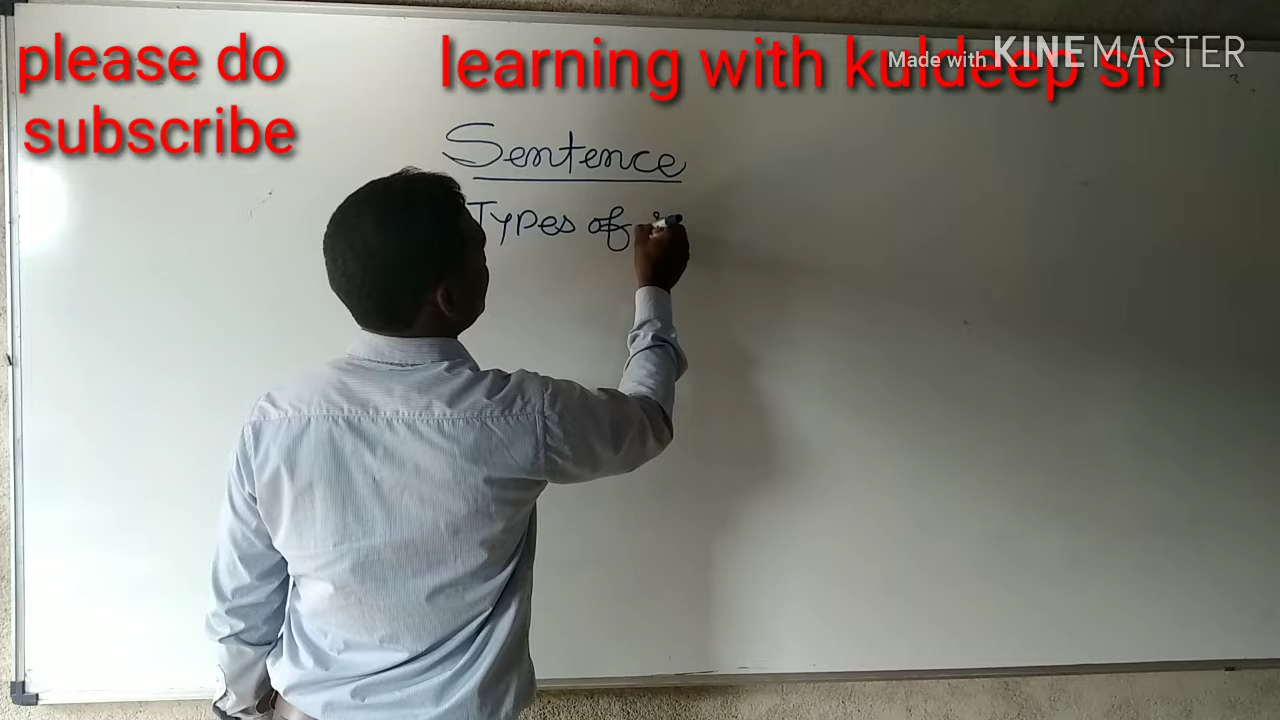 please do
subscribe
learning with kuldeep sir
Made with KINEMASTER
Sentence
Types of